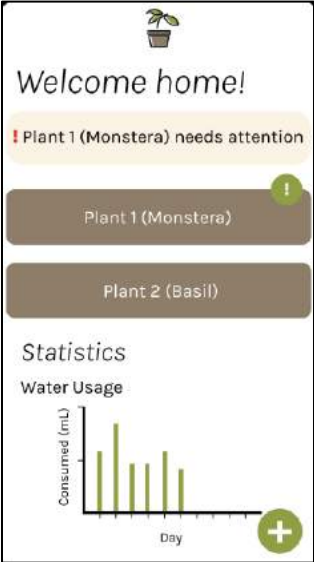 Welcome home!
! Plant 1 (Monstera) needs attention
!
Plant 1 (Monstera)
Plant 2 (Basil)
Statistics
Water Usage
Consumed (mL)
Day
+